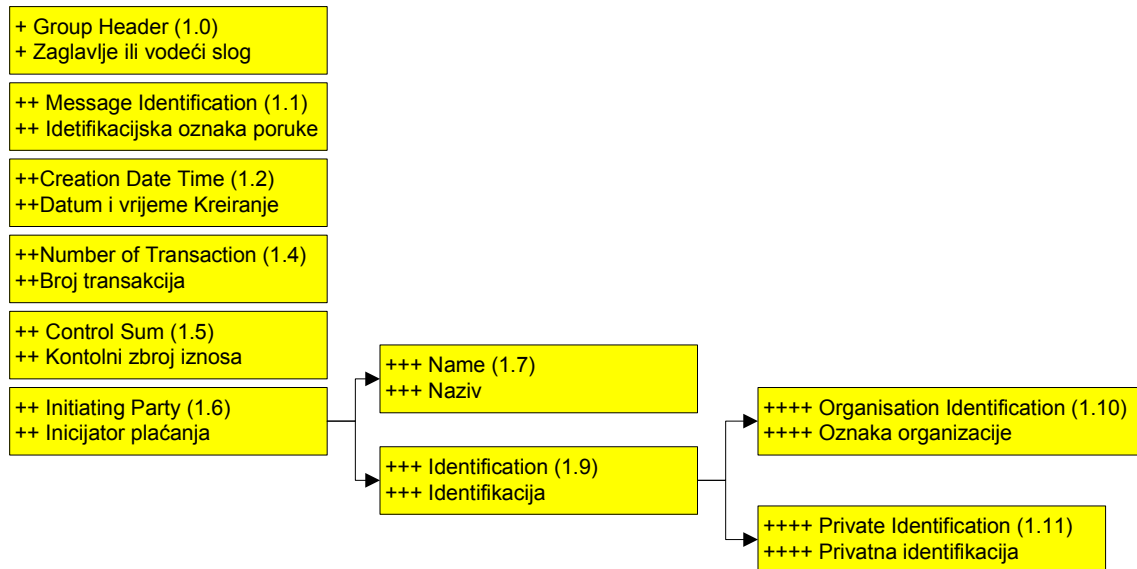 + Group Header (1.0)
+ Zaglavlje ili vodeći slog
++ Message Identification (1.1)
++ Idetifikacijska oznaka poruke
++Creation Date Time (1.2)
++Datum i vrijeme Kreiranje
++Number of Transaction (1.4)
++Broj transakcija
++ Control Sum (1.5)
++ Kontolni zbroj iznosa
++ Initiating Party (1.6)
++ Inicijator plaćanja
+++ Name (1.7)
+++ Naziv
+++ Identification (1.9)
+++ Identifikacija
++++ Organisation Identification (1.10)
++++ Oznaka organizacije
++++ Private Identification (1.11)
++++ Privatna identifikacija